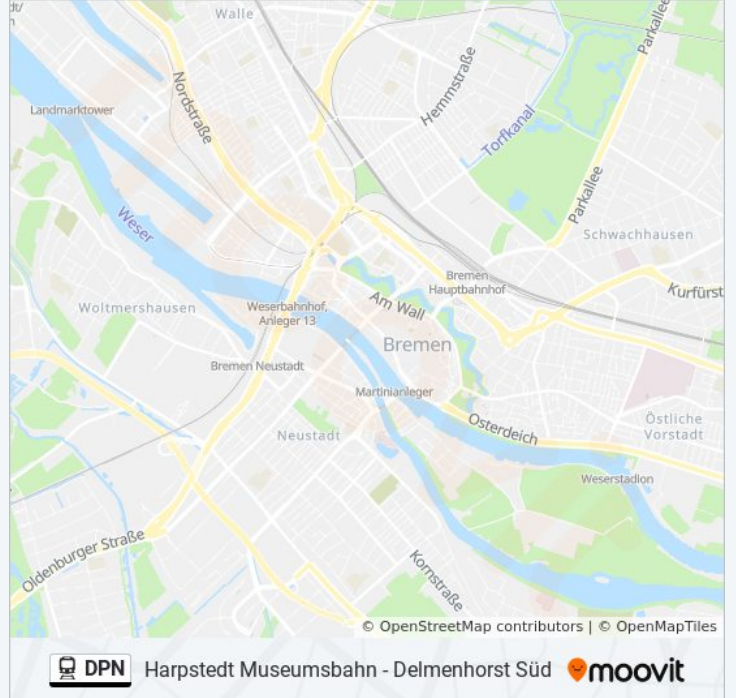 dt/
Walle
Parkallee
Nordstraße
Hemmstraße
Landmarktower
Torfkanal
Parkallee
Weser
Schwachhausen
Bremen
Hauptbahnhof
Kurfürst
Woltmershausen
Weserbahnhof,
Anleger 13
Am Wall
Bremen
Bremen Neustadt
Martinianleger
Neustadt
Osterdeich
Östliche
Vorstadt
Weserstadion
Oldenburger Straße
Kornstraße
© OpenStreetMap contributors | © OpenMapTiles
DPN Harpstedt Museumsbahn - Delmenhorst Süd moovit